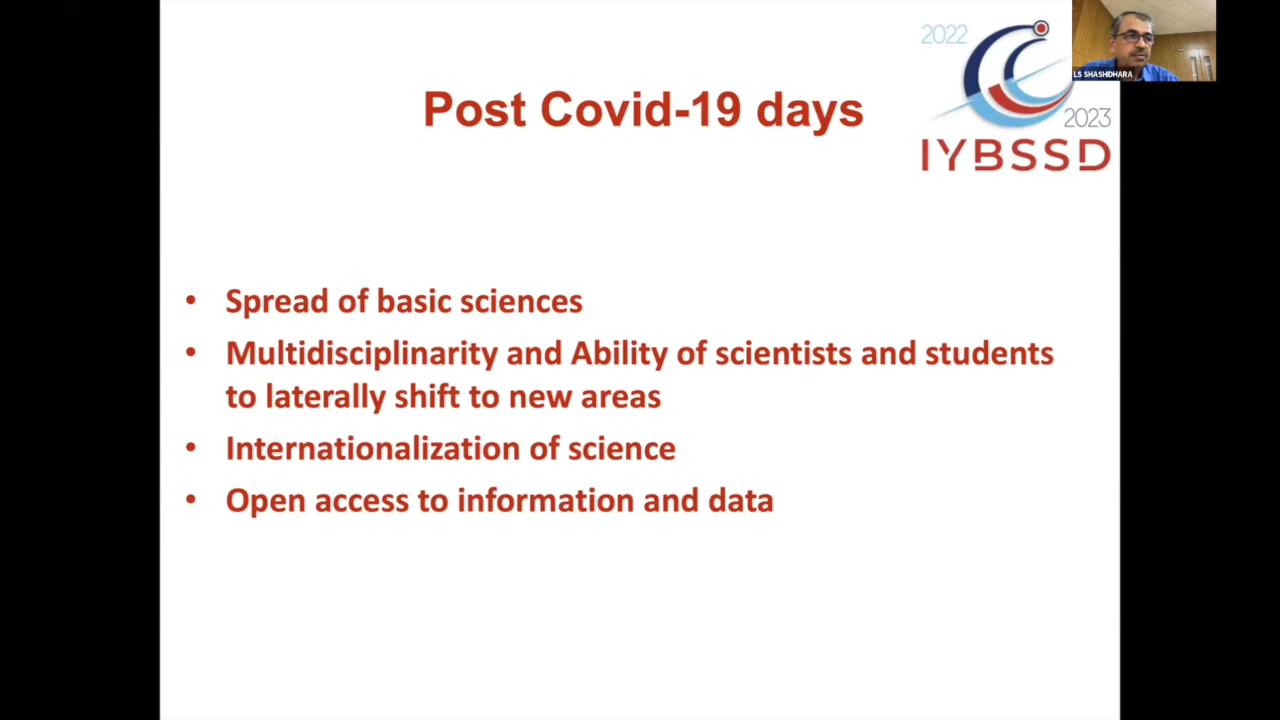 2022
LS SHASHIDHARA
Post Covid-19 days
2023
IYBSSD
• Spread of basic sciences
• Multidisciplinarity and Ability of scientists and students
to laterally shift to new areas
• Internationalization of science
• Open access to information and data